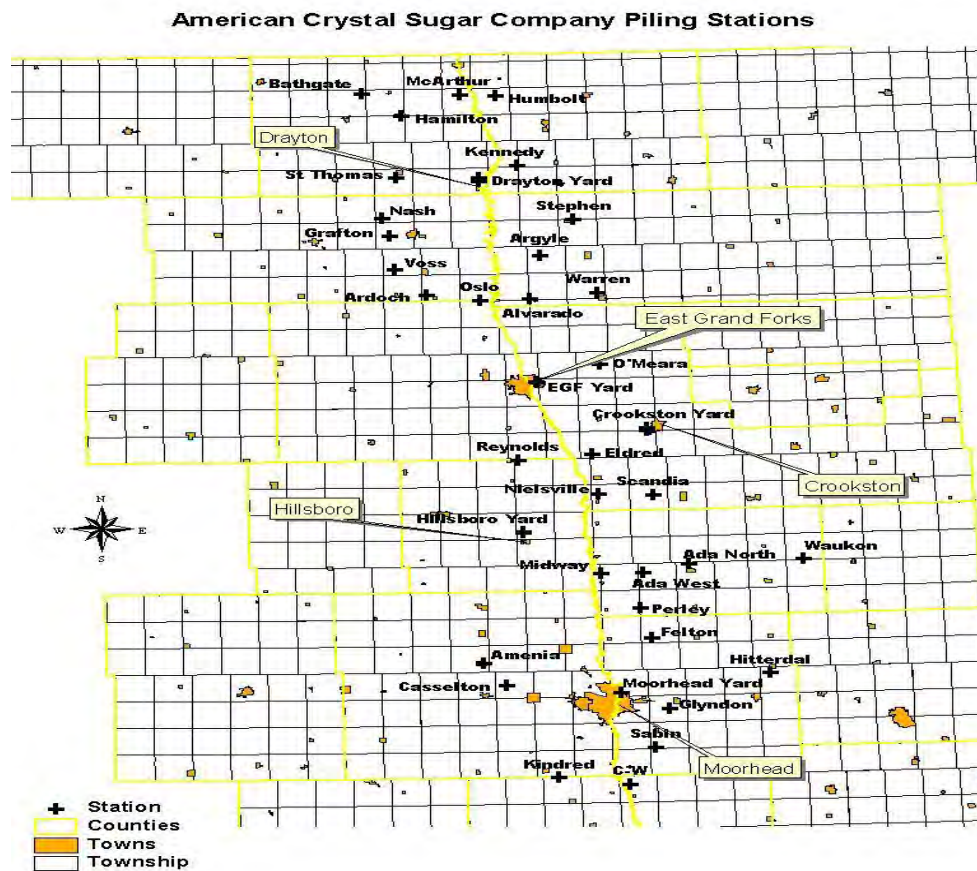 American Crystal Sugar Company Piling Stations
Bathgate
McArthur
Humbolt
Hamilton
Drayton
Kennedy
St Thomas
Drayton Yard
Nash
Stephen
Grafton
Argyle
Voss
Ardoch
Oslo
Warren
Alvarado
East Grand Forks
O'Meara
EGF Yard
Crookston Yard
Reynolds
Eldred
Crookston
Nielsville
Scandia
Hillsboro
Hillsboro Yard
N
W
E
S
Midway
Ada North
Waukon
Ada West
Perley
Felton
Amenia
Hitterdal
Casselton
Moorhead Yard
Glyndon
Sabin
Moorhead
Kindred
C-W
Station
Counties
Towns
Township